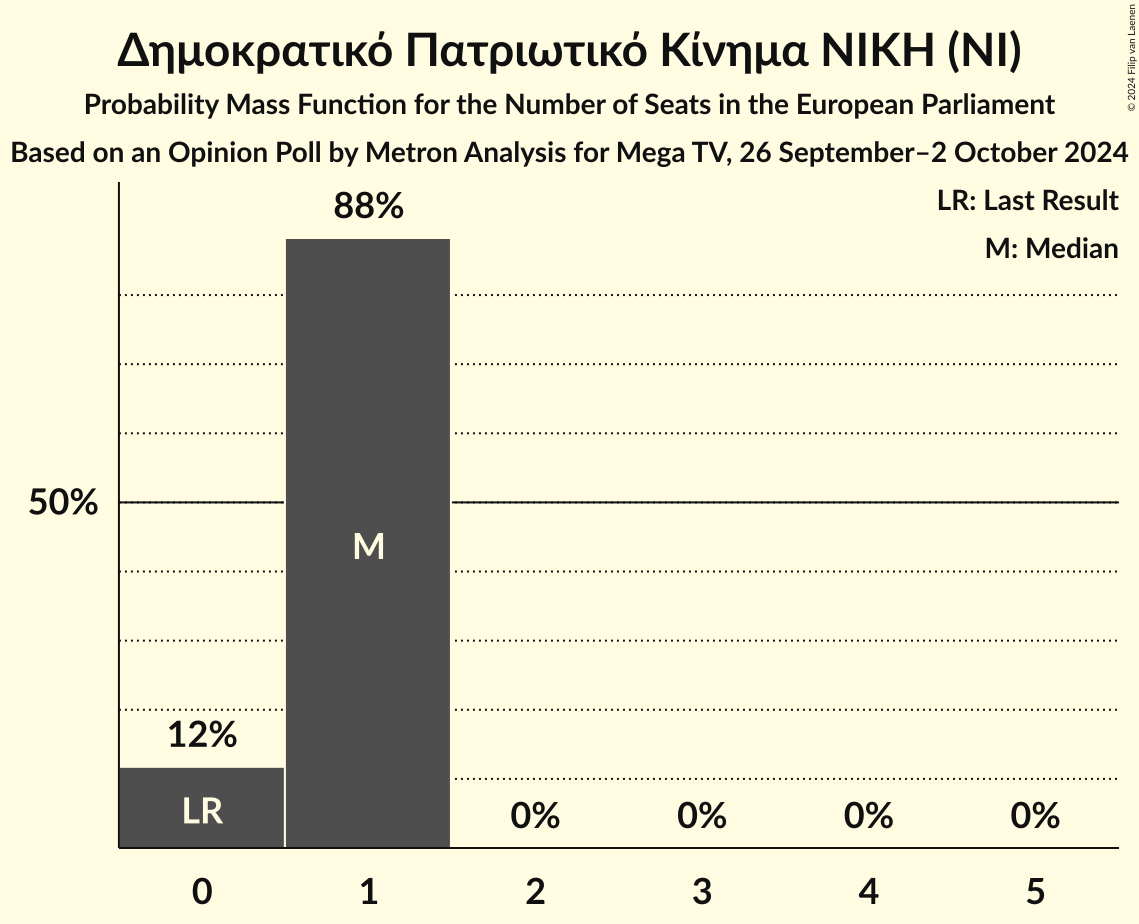 Δημοκρατικό Πατριωτικό Κίνημα ΝΙΚΗ (NI)
Probability Mass Function for the Number of Seats in the European Parliament
Based on an Opinion Poll by Metron Analysis for Mega TV, 26 September–2 October 2024
© 2024 Filip van Laenen
LR: Last Result
M: Median
88%
50%
M
12%
LR
0% 0% 0% 0%
0 1 2 3 4 5